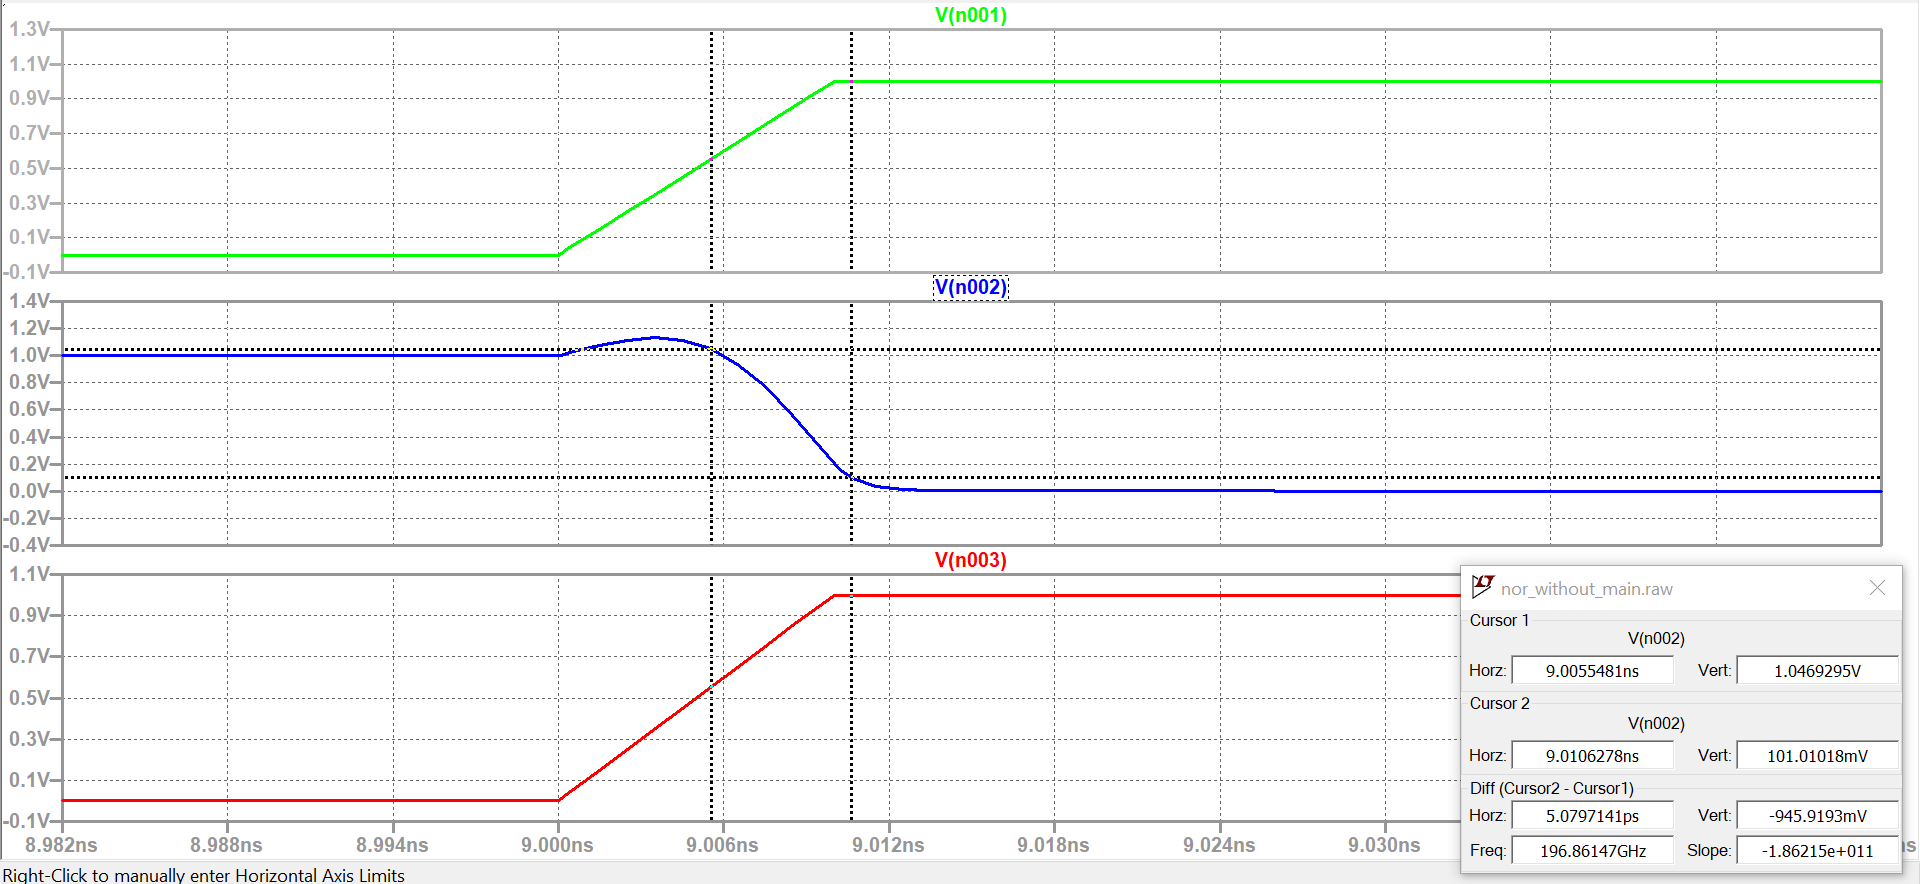 V(n001)
1.3V
1.1V
0.9V
0.7V
0.5V
0.3V
0.1V
-0.1V
V(n002)
1.4V
1.2V
1.0V
0.8V
0.6V
0.4V
0.2V
0.0V
-0.2V
-0.4V
V(n003)
1.1V
0.9V
0.7V
0.5V
0.3V
0.1V
-0.1V
8.982ns 8.988ns 8.994ns 9.000ns 9.006ns 9.012ns 9.018ns 9.024ns 9.030ns
nor_without_main.raw
Cursor 1
V(n002)
Horz: 9.0055481ns Vert: 1.0469295V
Cursor 2
V(n002)
Horz: 9.0106278ns Vert: 101.01018mV
Diff (Cursor2 - Cursor1)
Horz: 5.0797141ps Vert: -945.9193mV
Freq: 196.86147GHz Slope: -1.86215e+011
Right-Click to manually enter Horizontal Axis Limits